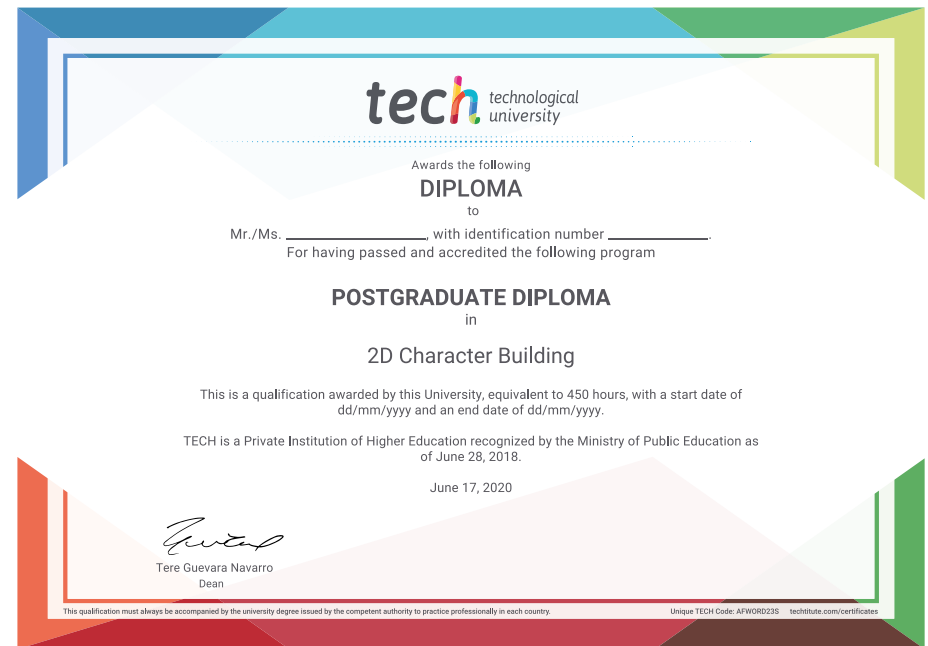 tech technological
university
Awards the following
DIPLOMA
to
Mr./Ms. ____________________, with identification number ______________.
For having passed and accredited the following program
POSTGRADUATE DIPLOMA
in
2D Character Building
This is a qualification awarded by this University, equivalent to 450 hours, with a start date of
dd/mm/yyyy and an end date of dd/mm/yyyy.
TECH is a Private Institution of Higher Education recognized by the Ministry of Public Education as
of June 28, 2018.
June 17, 2020
Tere Guevara Navarro
Dean
This qualification must always be accompanied by the university degree issued by the competent authority to practice professionally in each country. Unique TECH Code: AFWORD23S techtitute.com/certificates